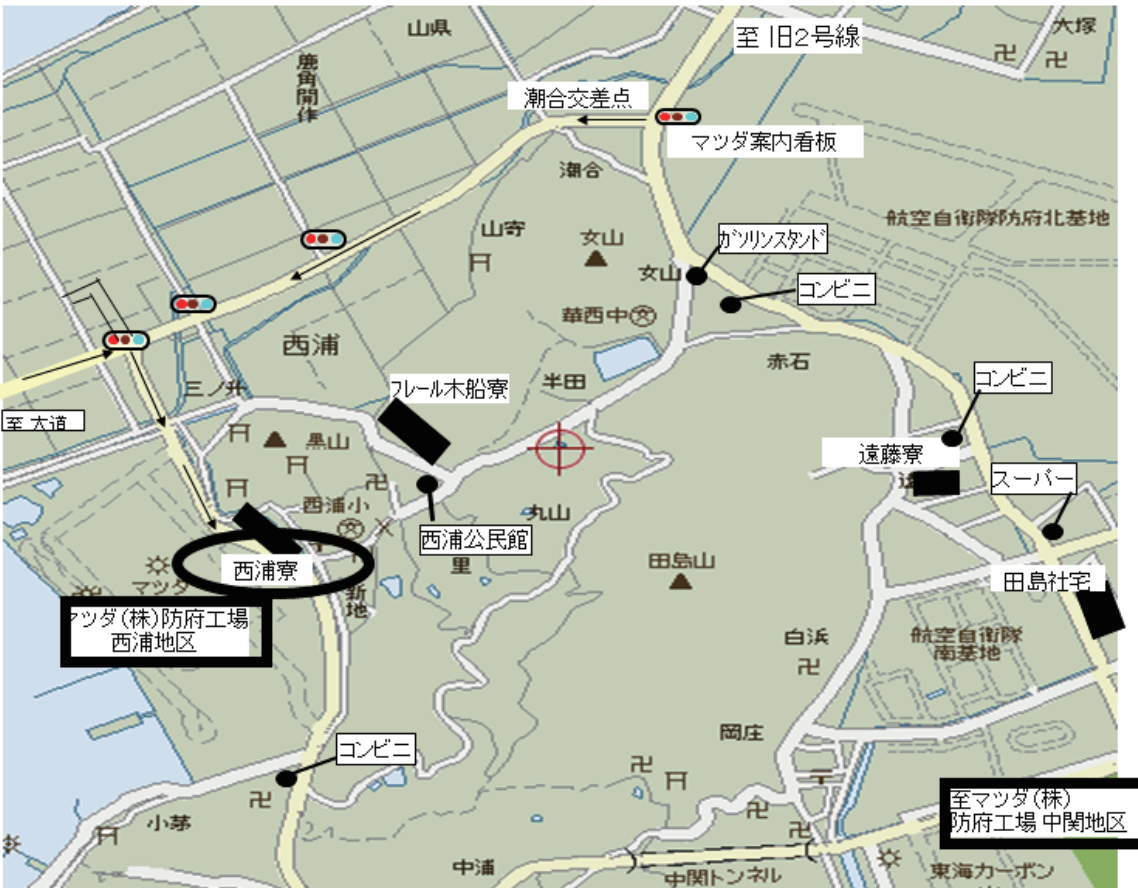 山県
至 旧2号線
大塚
鹿角開作
潮合交差点
マツダ案内看板
潮合
航空自衛隊防府北基地
山寄
女山
ガソリンスタンド
女山
コンビニ
華西中
西浦
赤石
半田
三ノ升
フレール木船寮
コンビニ
至 大道
黒山
遠藤寮
スーパー
西浦小
丸山
西浦公民館
田島山
西浦寮
里
マツダ
新地
田島社宅
マツダ(株)防府工場
西浦地区
白浜
航空自衛隊
南基地
岡庄
コンビニ
至マツダ(株)
防府工場 中関地区
小茅
中浦
中関トンネル
東海カーボン